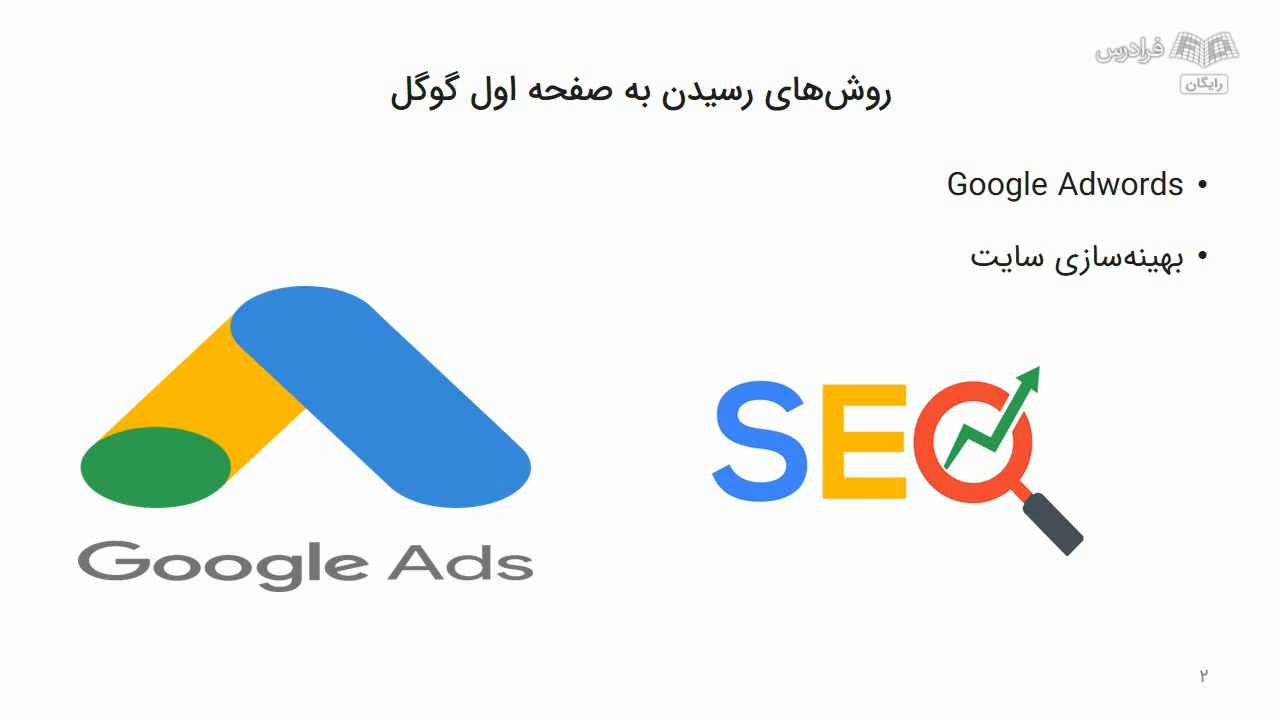 فرادرس
رایگان
روش‌های رسیدن به صفحه اول گوگل
• Google Adwords
• بهینه‌سازی سایت
SEO
Google Ads
۲